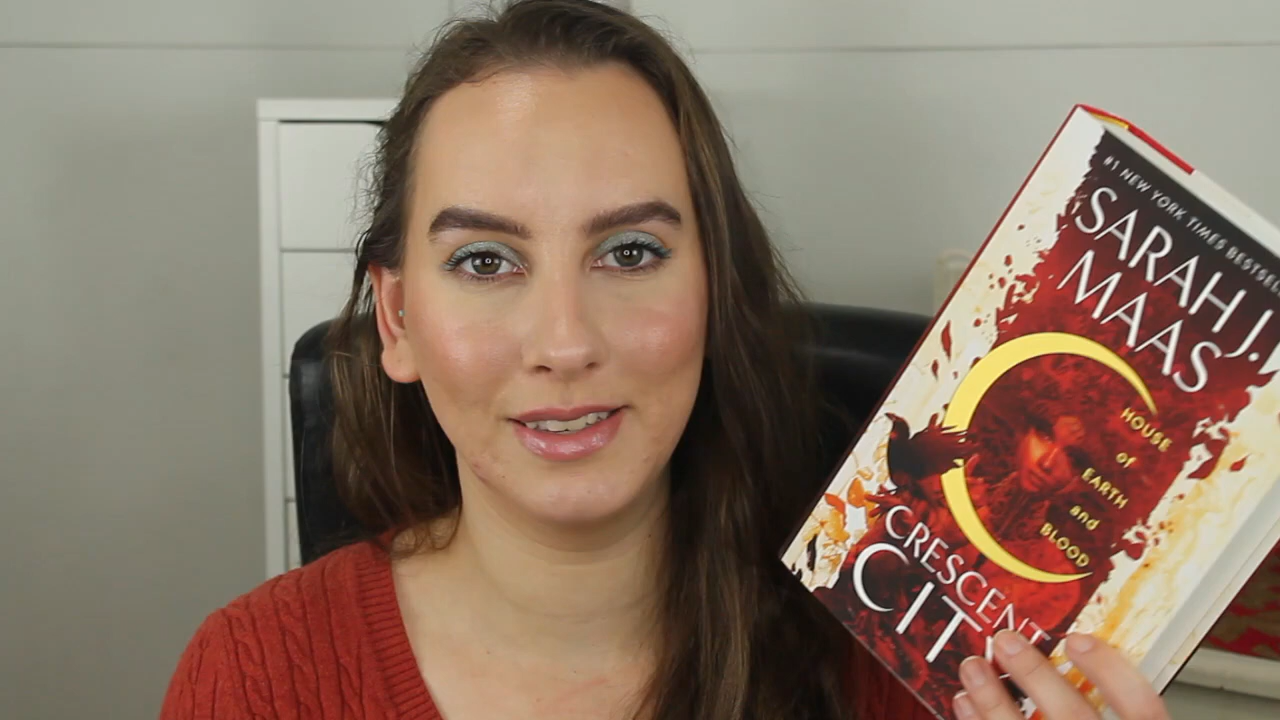 #1 NEW YORK TIMES BESTSEL
SARAH J.
MAAS
HOUSE
of
EARTH
and
BLOOD
CRESCENT
CIT